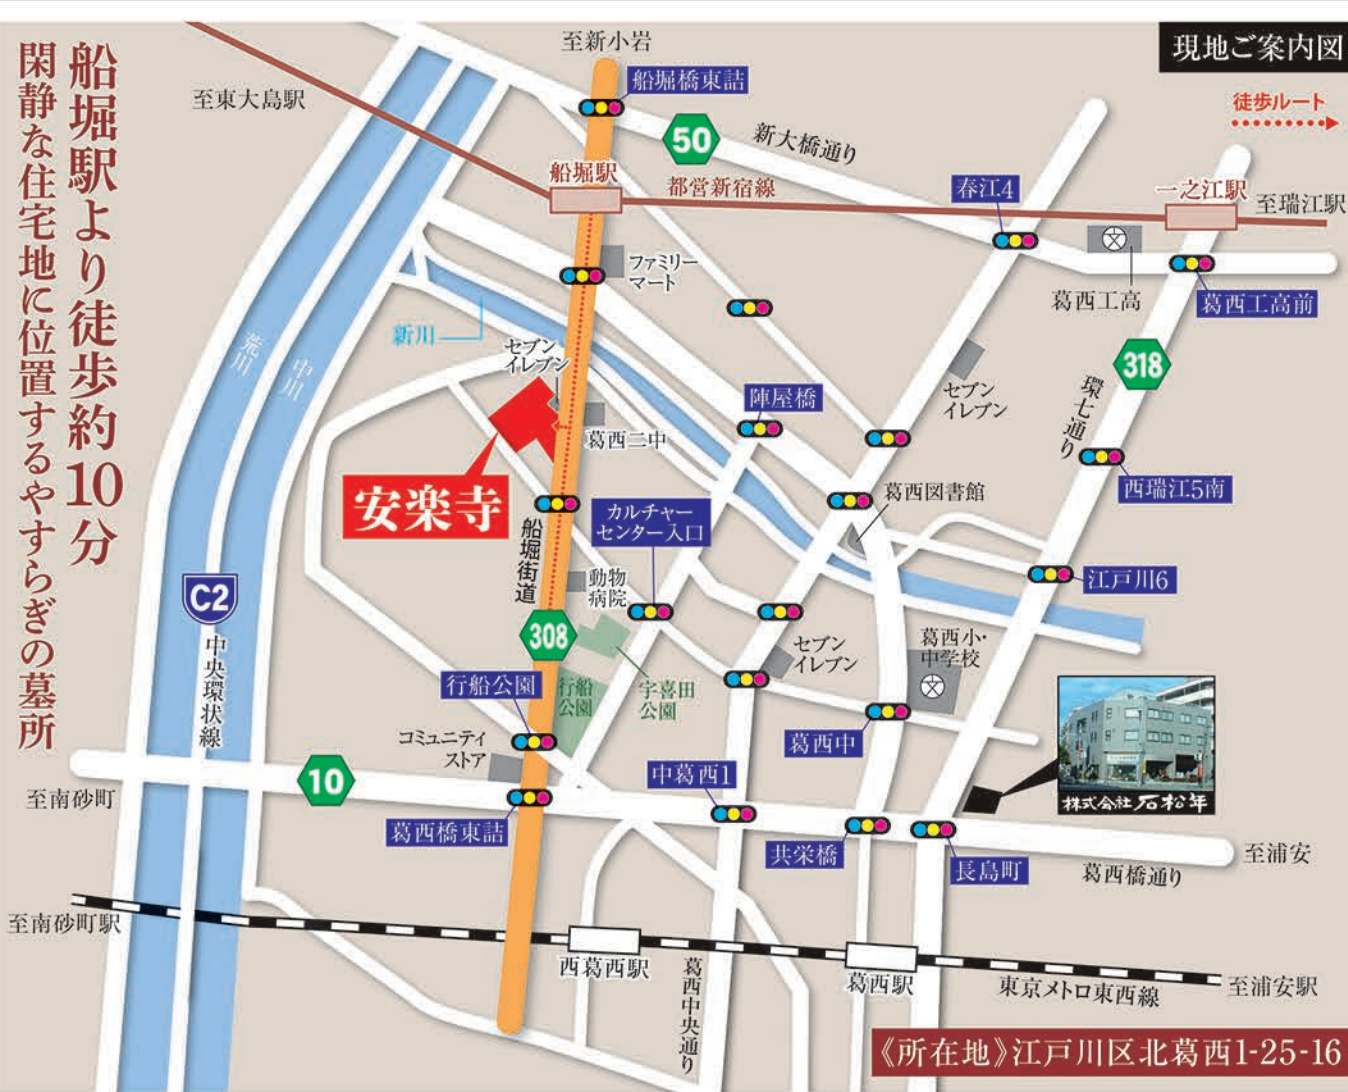 現地ご案内図
徒歩ルート
船堀駅より徒歩約10分
閑静な住宅地に位置するやすらぎの墓所
至新小岩
船堀橋東詰
至東大島駅
50
新大橋通り
船堀駅
都営新宿線
春江4
一之江駅
至瑞江駅
ファミリー
マート
葛西工高
葛西工高前
新川
荒川
中川
セブン
イレブン
318
環七通り
セブン
イレブン
陣屋橋
葛西二中
安楽寺
西瑞江5南
葛西図書館
カルチャー
センター入口
船堀街道
動物
病院
江戸川6
C2
中央環状線
308
セブン
イレブン
葛西小・
中学校
行船公園
行船
公園
宇喜田
公園
コミュニティ
ストア
葛西中
中葛西1
10
至南砂町
葛西橋東詰
共栄橋
長島町
株式会社 石松年
至浦安
葛西橋通り
至南砂町駅
西葛西駅
葛西中央通り
葛西駅
東京メトロ東西線
至浦安駅
《所在地》江戸川区北葛西1-25-16